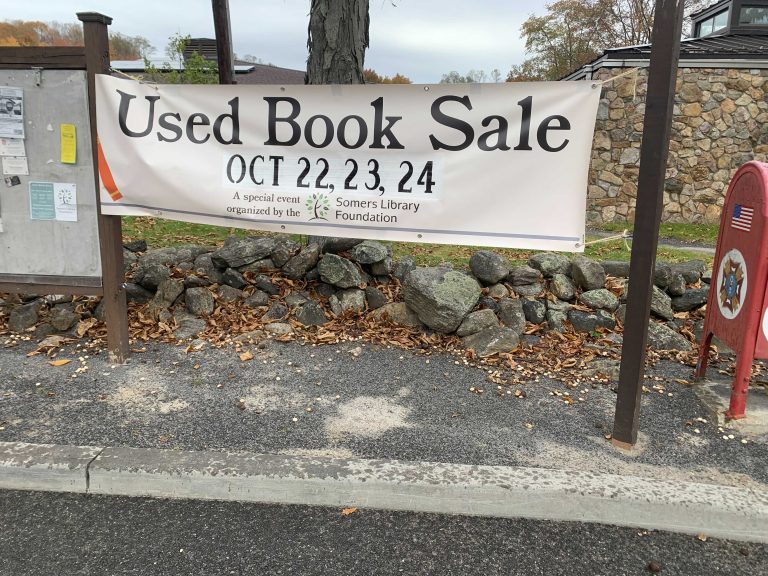 Used Book Sale
OCT 22, 23, 24
A special event
organized by the
Somers Library
Foundation